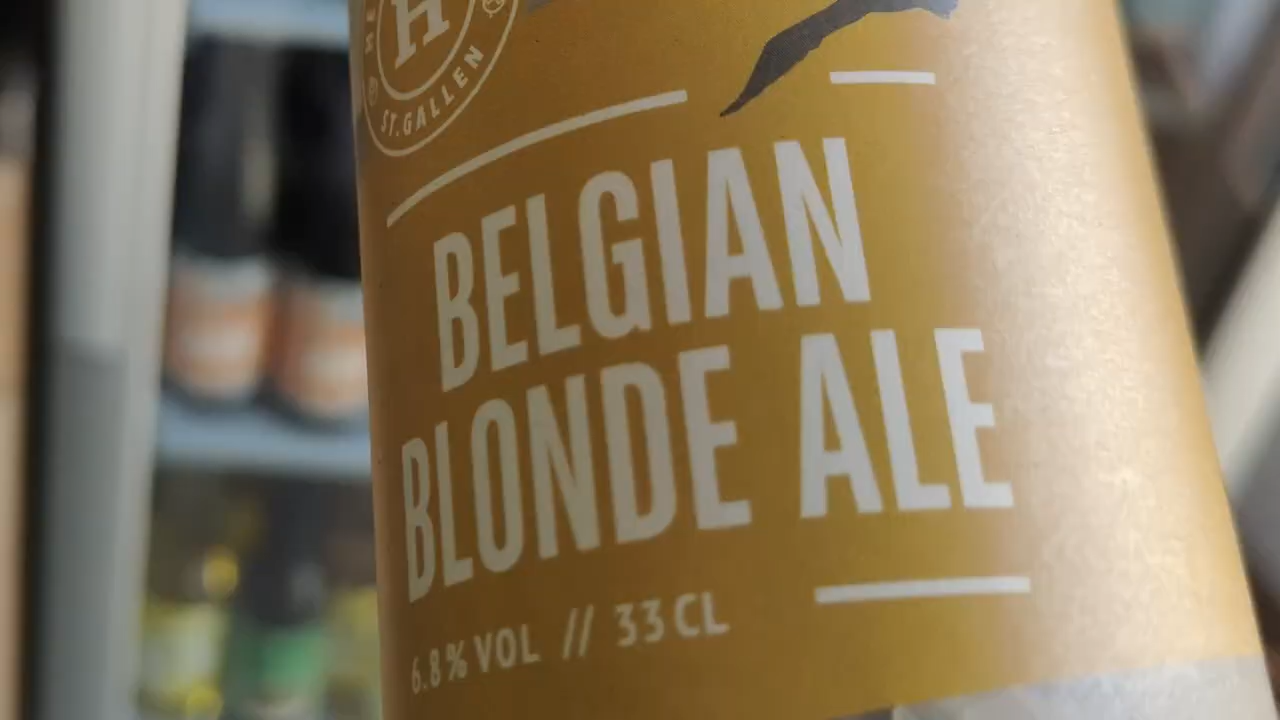 H
ST.GALLEN
BELGIAN
BLONDE ALE
6.8% VOL // 33 CL